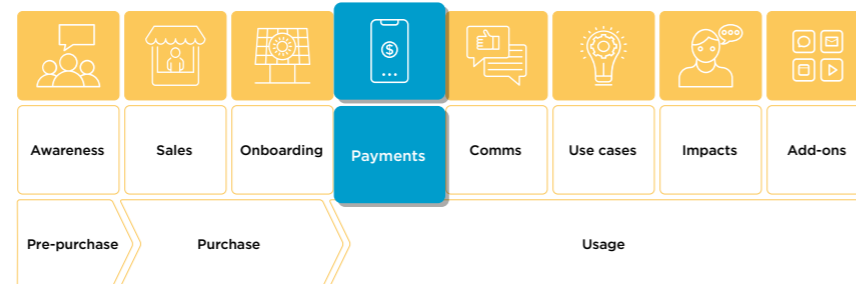 $
Awareness
Sales
Onboarding
Payments
Comms
Use cases
Impacts
Add-ons
Pre-purchase
Purchase
Usage